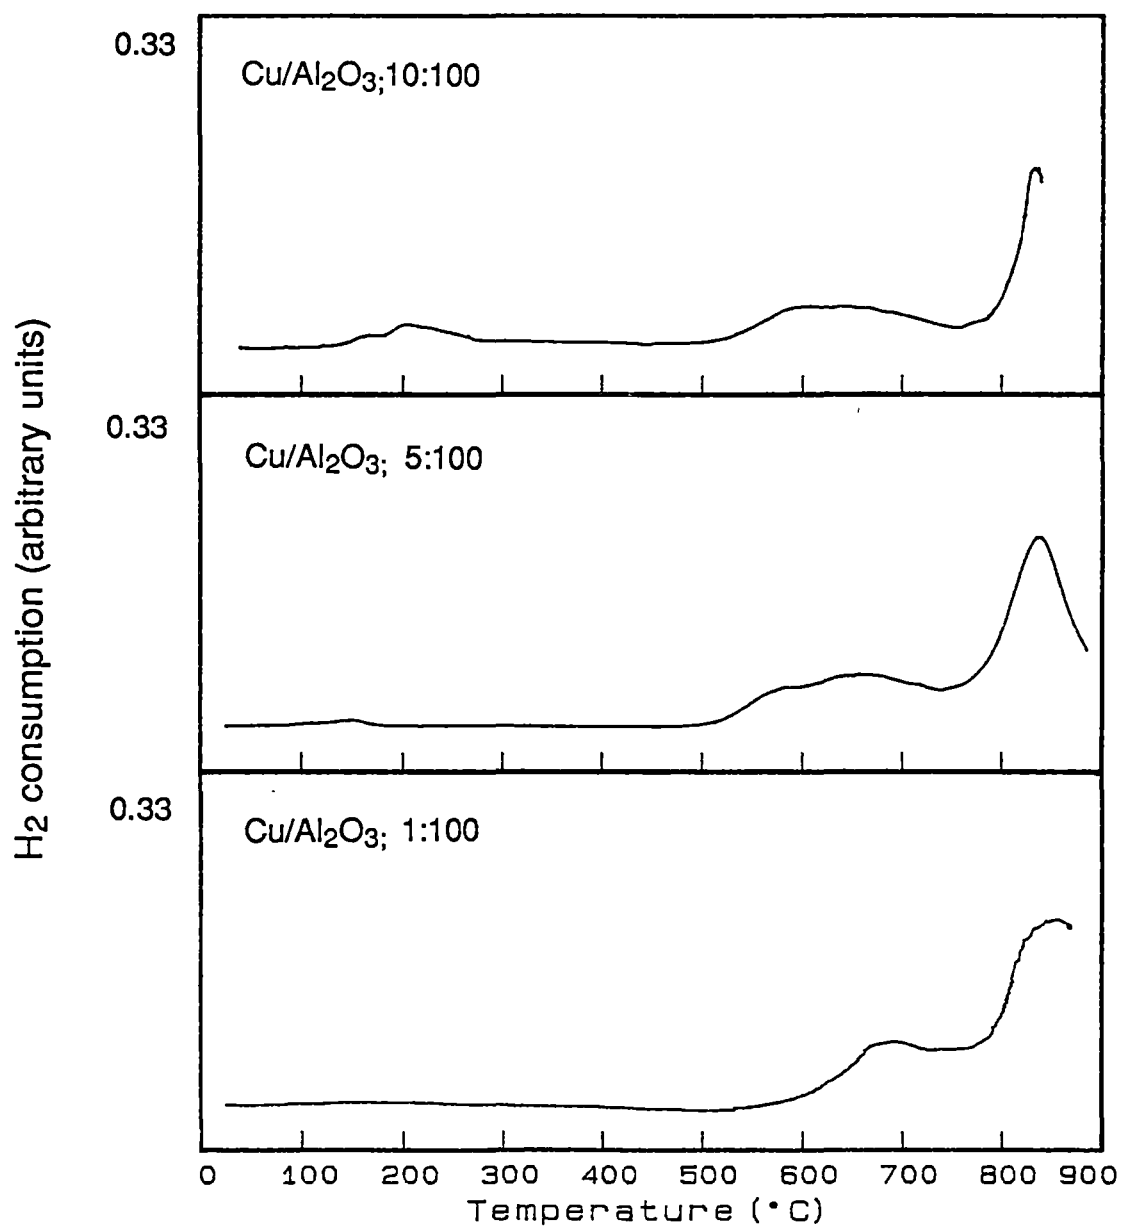 0.33
Cu/Al2O3;10:100
0.33
Cu/Al2O3; 5:100
0.33
Cu/Al2O3; 1:100
H2 consumption (arbitrary units)
0 100 200 300 400 500 600 700 800 900
Temperature (°C)